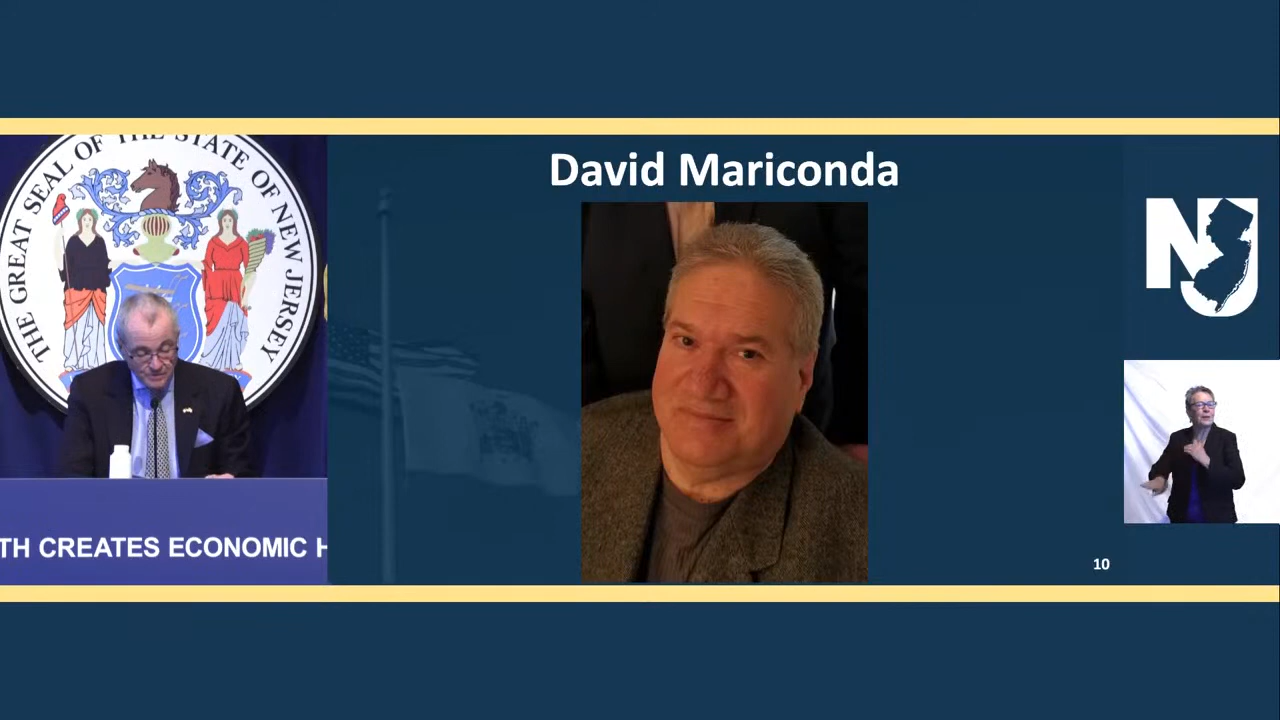 David Mariconda
THE GREAT SEAL OF THE STATE OF NEW JERSEY
NJ
TH CREATES ECONOMIC H
10